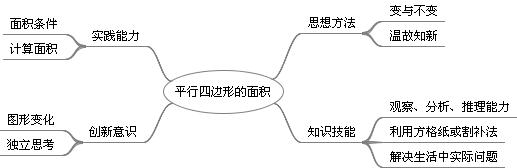 平行四边形的面积
实践能力
面积条件
计算面积
创新意识
图形变化
独立思考
思想方法
变与不变
温故知新
知识技能
观察、分析、推理能力
利用方格纸或割补法
解决生活中实际问题